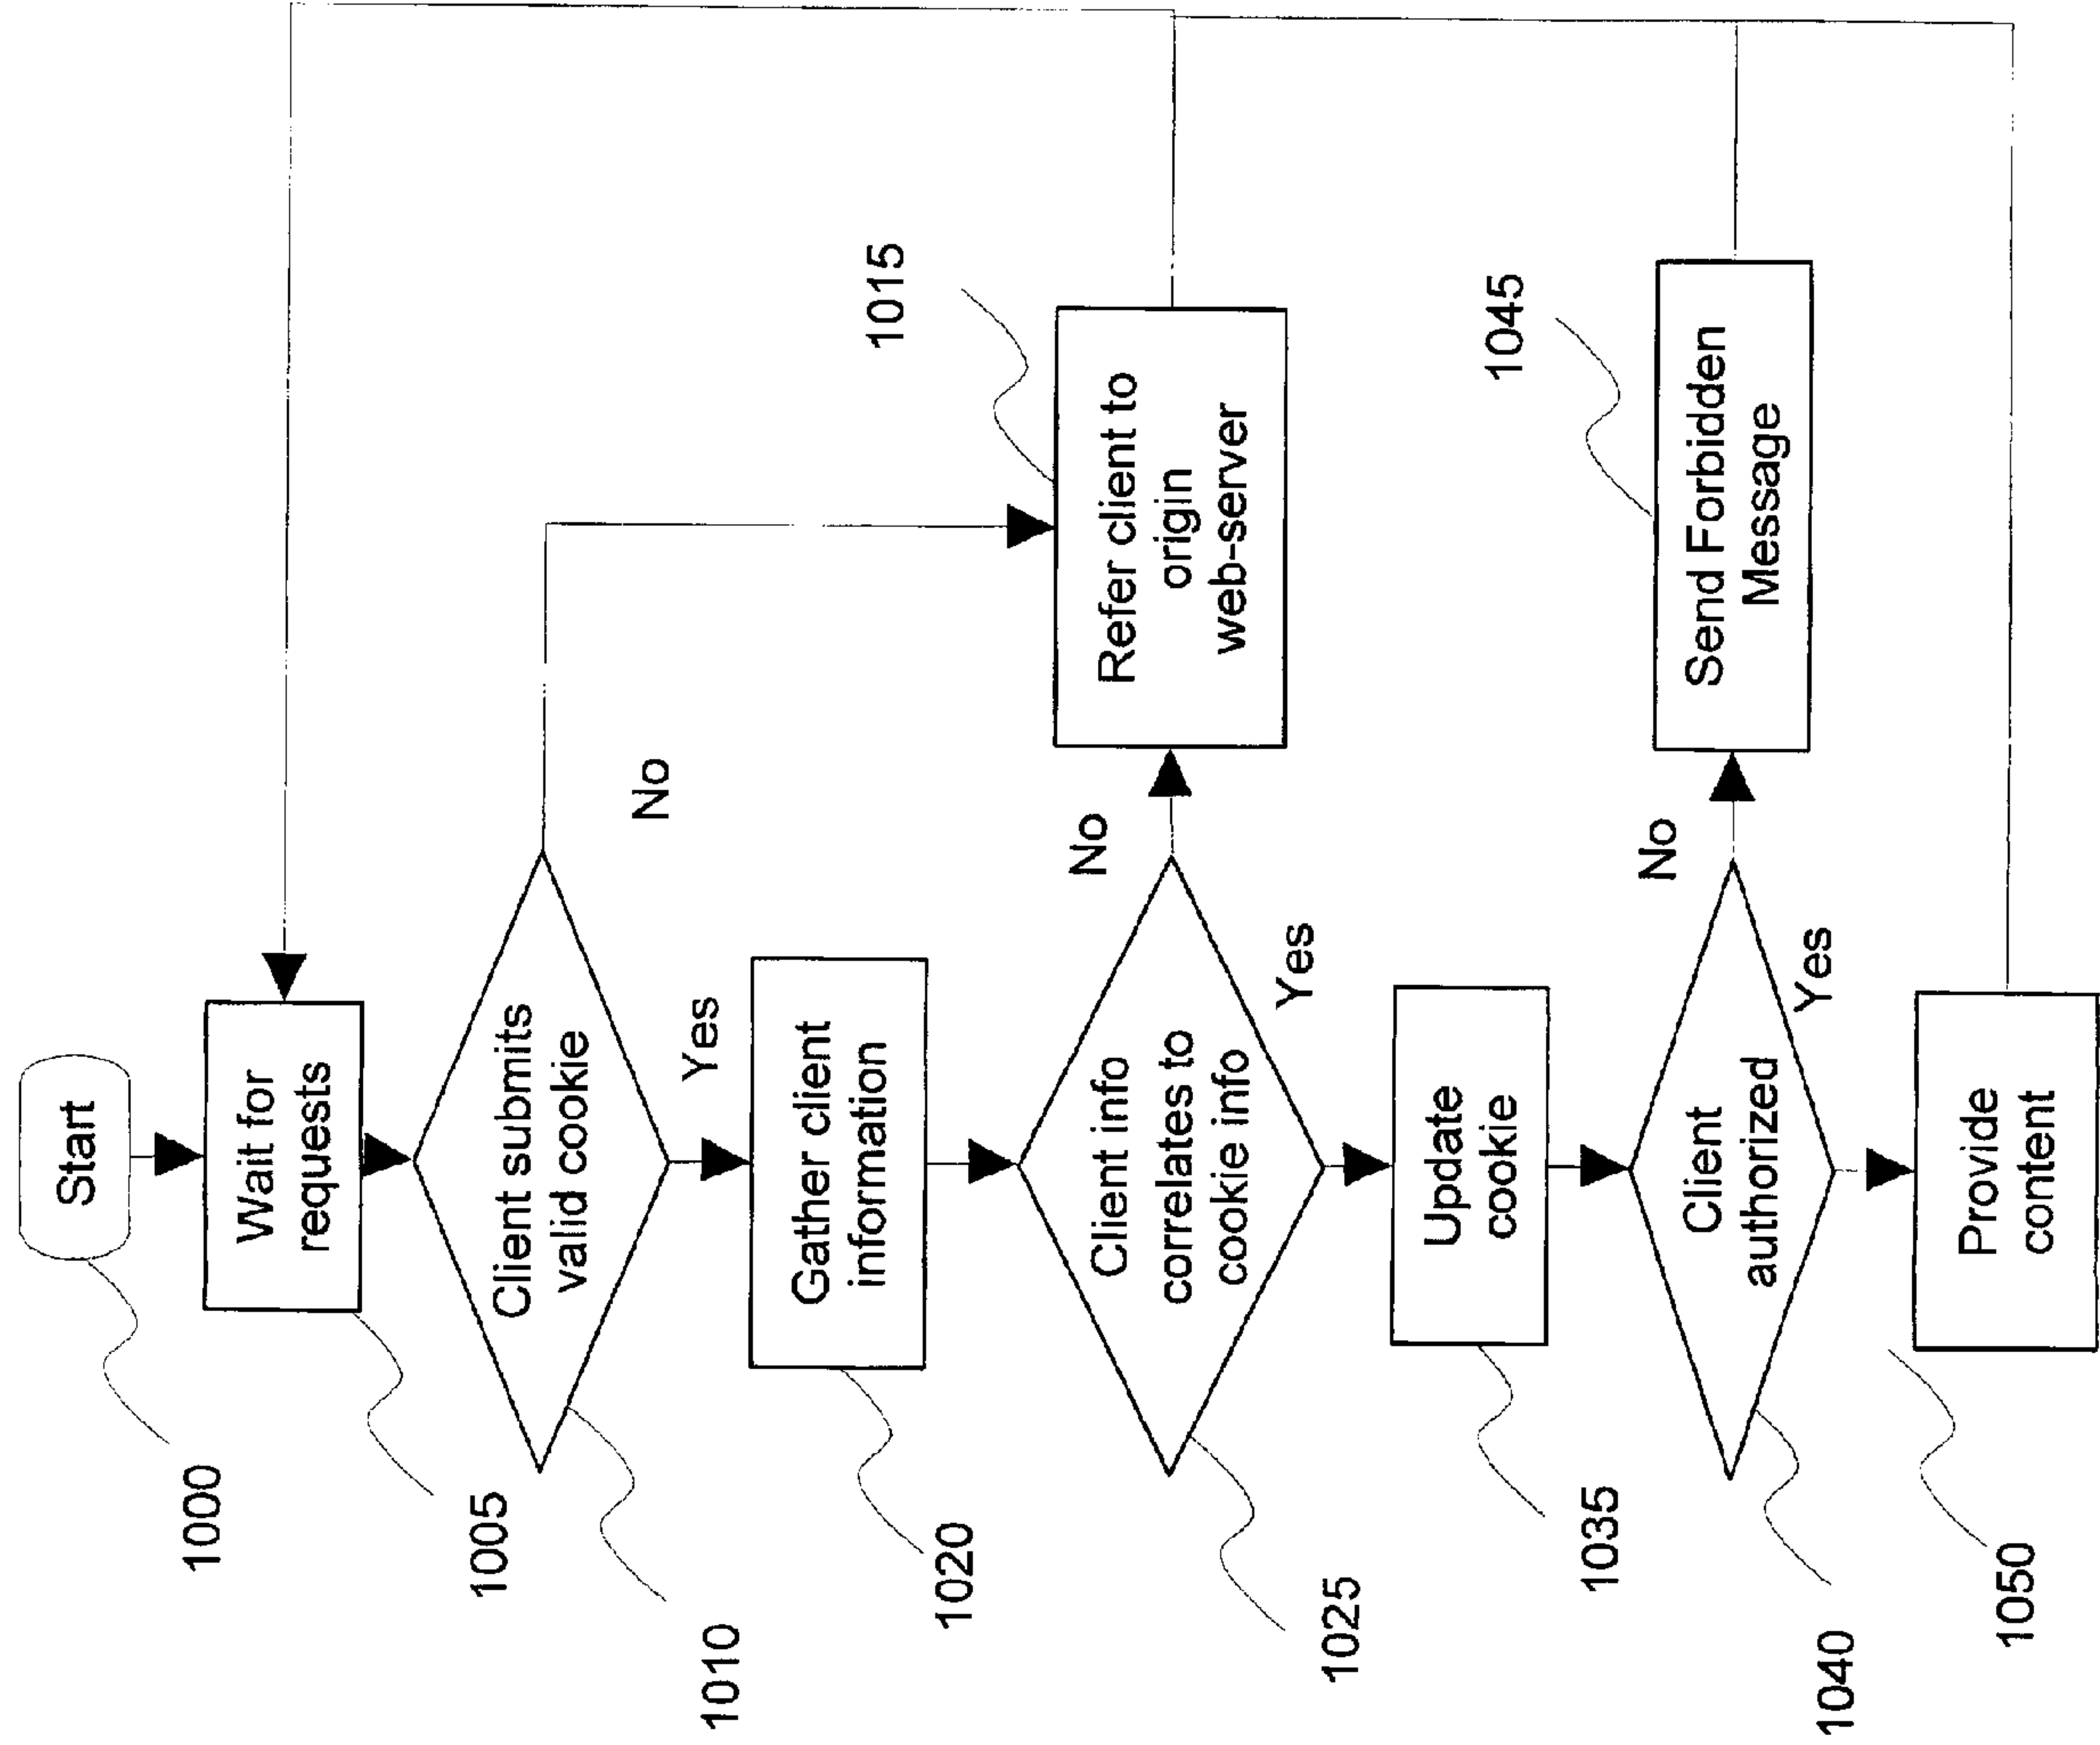 Start
1000
Wait for
requests
1005
Client submits
valid cookie
1010
No
Yes
Gather client
information
1020
Client info
correlates to
cookie info
1025
No
Yes
Refer client to
origin
web-server
1015
Update
cookie
1035
Client
authorized
1040
No
Yes
Send Forbidden
Message
1045
Provide
content
1050